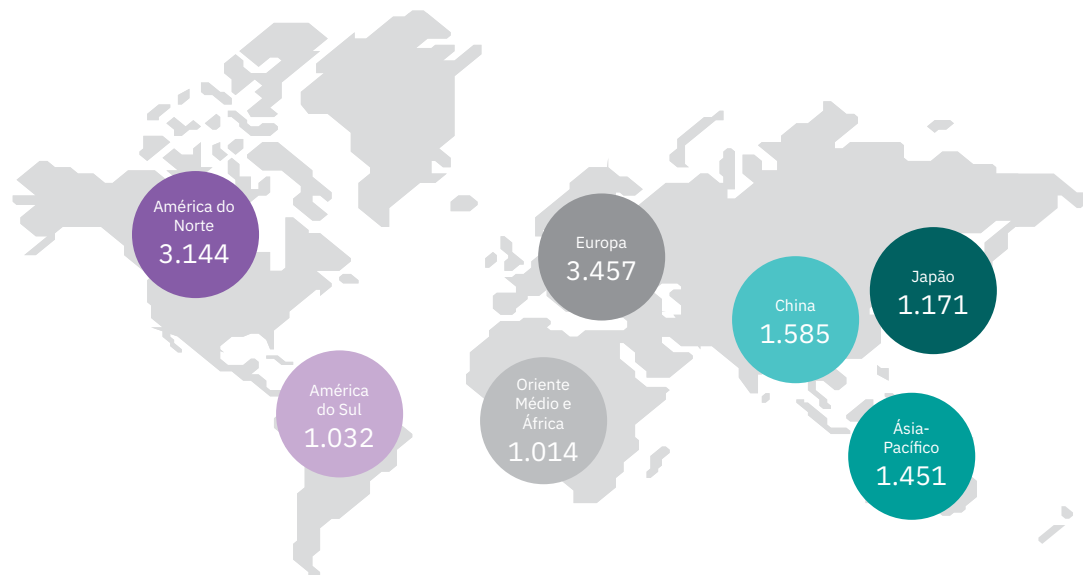 América do
Norte
3.144
Europa
3.457
Japão
1.171
China
1.585
América
do Sul
1.032
Oriente
Médio e
África
1.014
Ásia-
Pacífico
1.451